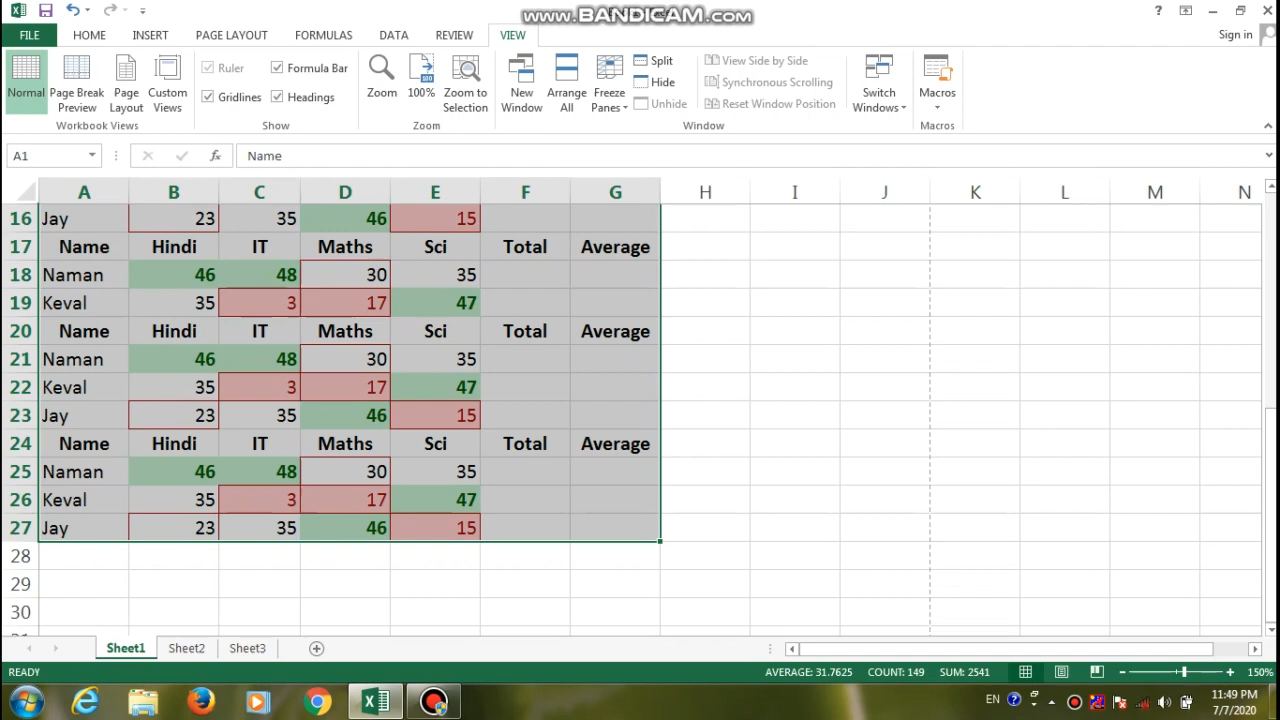 www.BANDICAM.com
Sign in
FILE HOME INSERT PAGE LAYOUT FORMULAS DATA REVIEW VIEW
Normal
Page Break Preview
Page Layout
Custom Views
Workbook Views
Ruler
Formula Bar
Gridlines
Headings
Show
Zoom
100%
Zoom to Selection
Zoom
New Window
Arrange All
Freeze Panes
Split
Hide
Unhide
View Side by Side
Synchronous Scrolling
Reset Window Position
Window
Switch Windows
Macros
Macros
A1 fx Name
A B C D E F G H I J K L M N
16 Jay 23 35 46 15
17 Name Hindi IT Maths Sci Total Average
18 Naman 46 48 30 35
19 Keval 35 3 17 47
20 Name Hindi IT Maths Sci Total Average
21 Naman 46 48 30 35
22 Keval 35 3 17 47
23 Jay 23 35 46 15
24 Name Hindi IT Maths Sci Total Average
25 Naman 46 48 30 35
26 Keval 35 3 17 47
27 Jay 23 35 46 15
28
29
30
Sheet1 Sheet2 Sheet3
READY AVERAGE: 31.7625 COUNT: 149 SUM: 2541 150%
EN 11:49 PM
7/7/2020